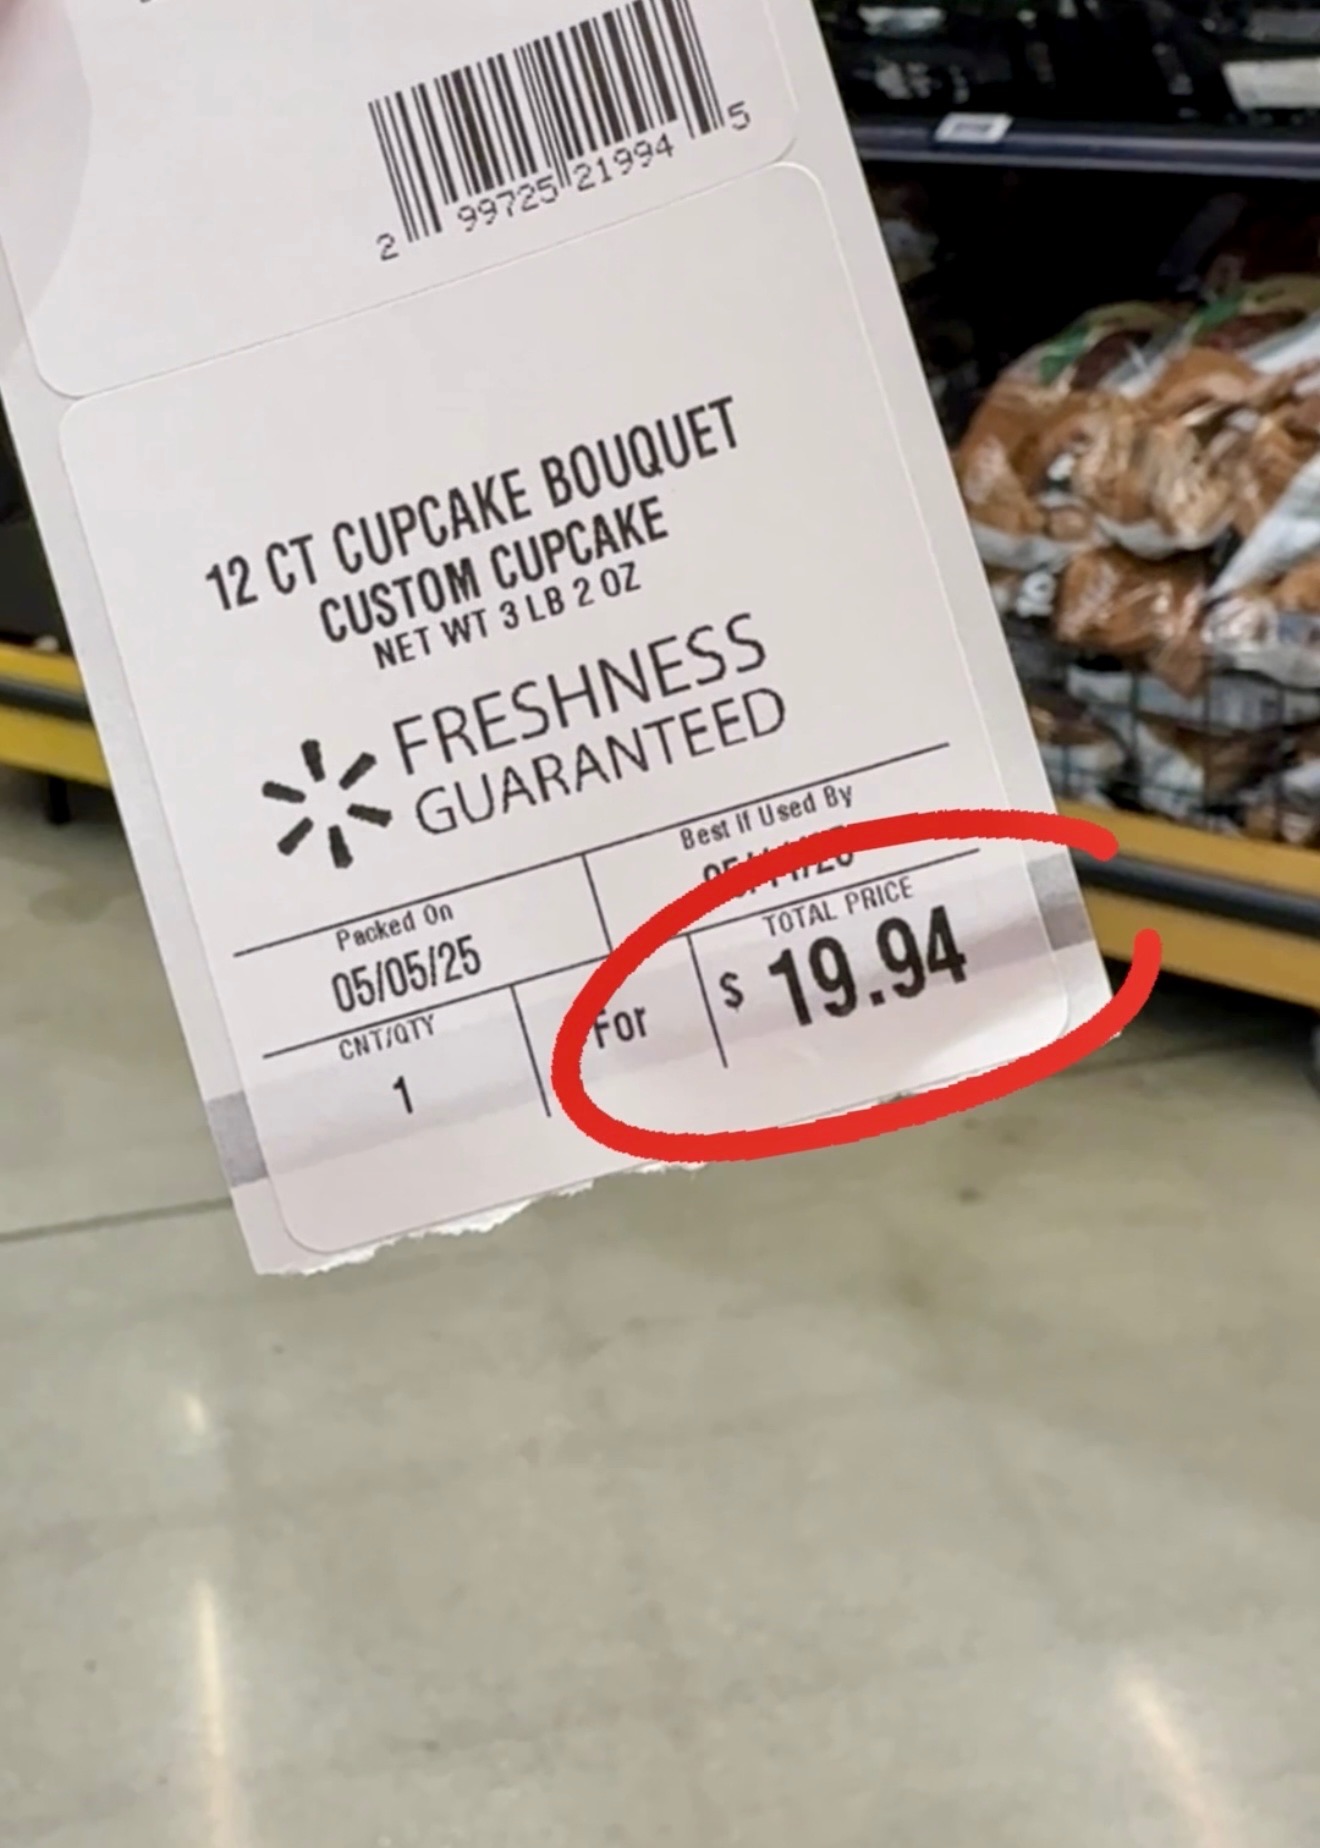 2 99725 21994 5
12 CT CUPCAKE BOUQUET
CUSTOM CUPCAKE
NET WT 3 LB 2 OZ
FRESHNESS
GUARANTEED
Best if Used By
Packed On
05/05/25
TOTAL PRICE
CNT/QTY
1
For
$ 19.94